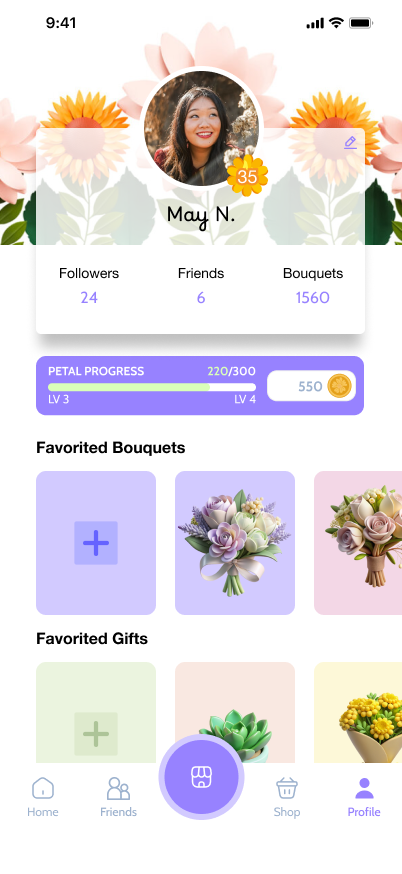 9:41
35
May N.
Followers Friends Bouquets
24 6 1560
PETAL PROGRESS 220/300
550
LV 3 LV 4
Favorited Bouquets
Favorited Gifts
Home Friends Shop Profile